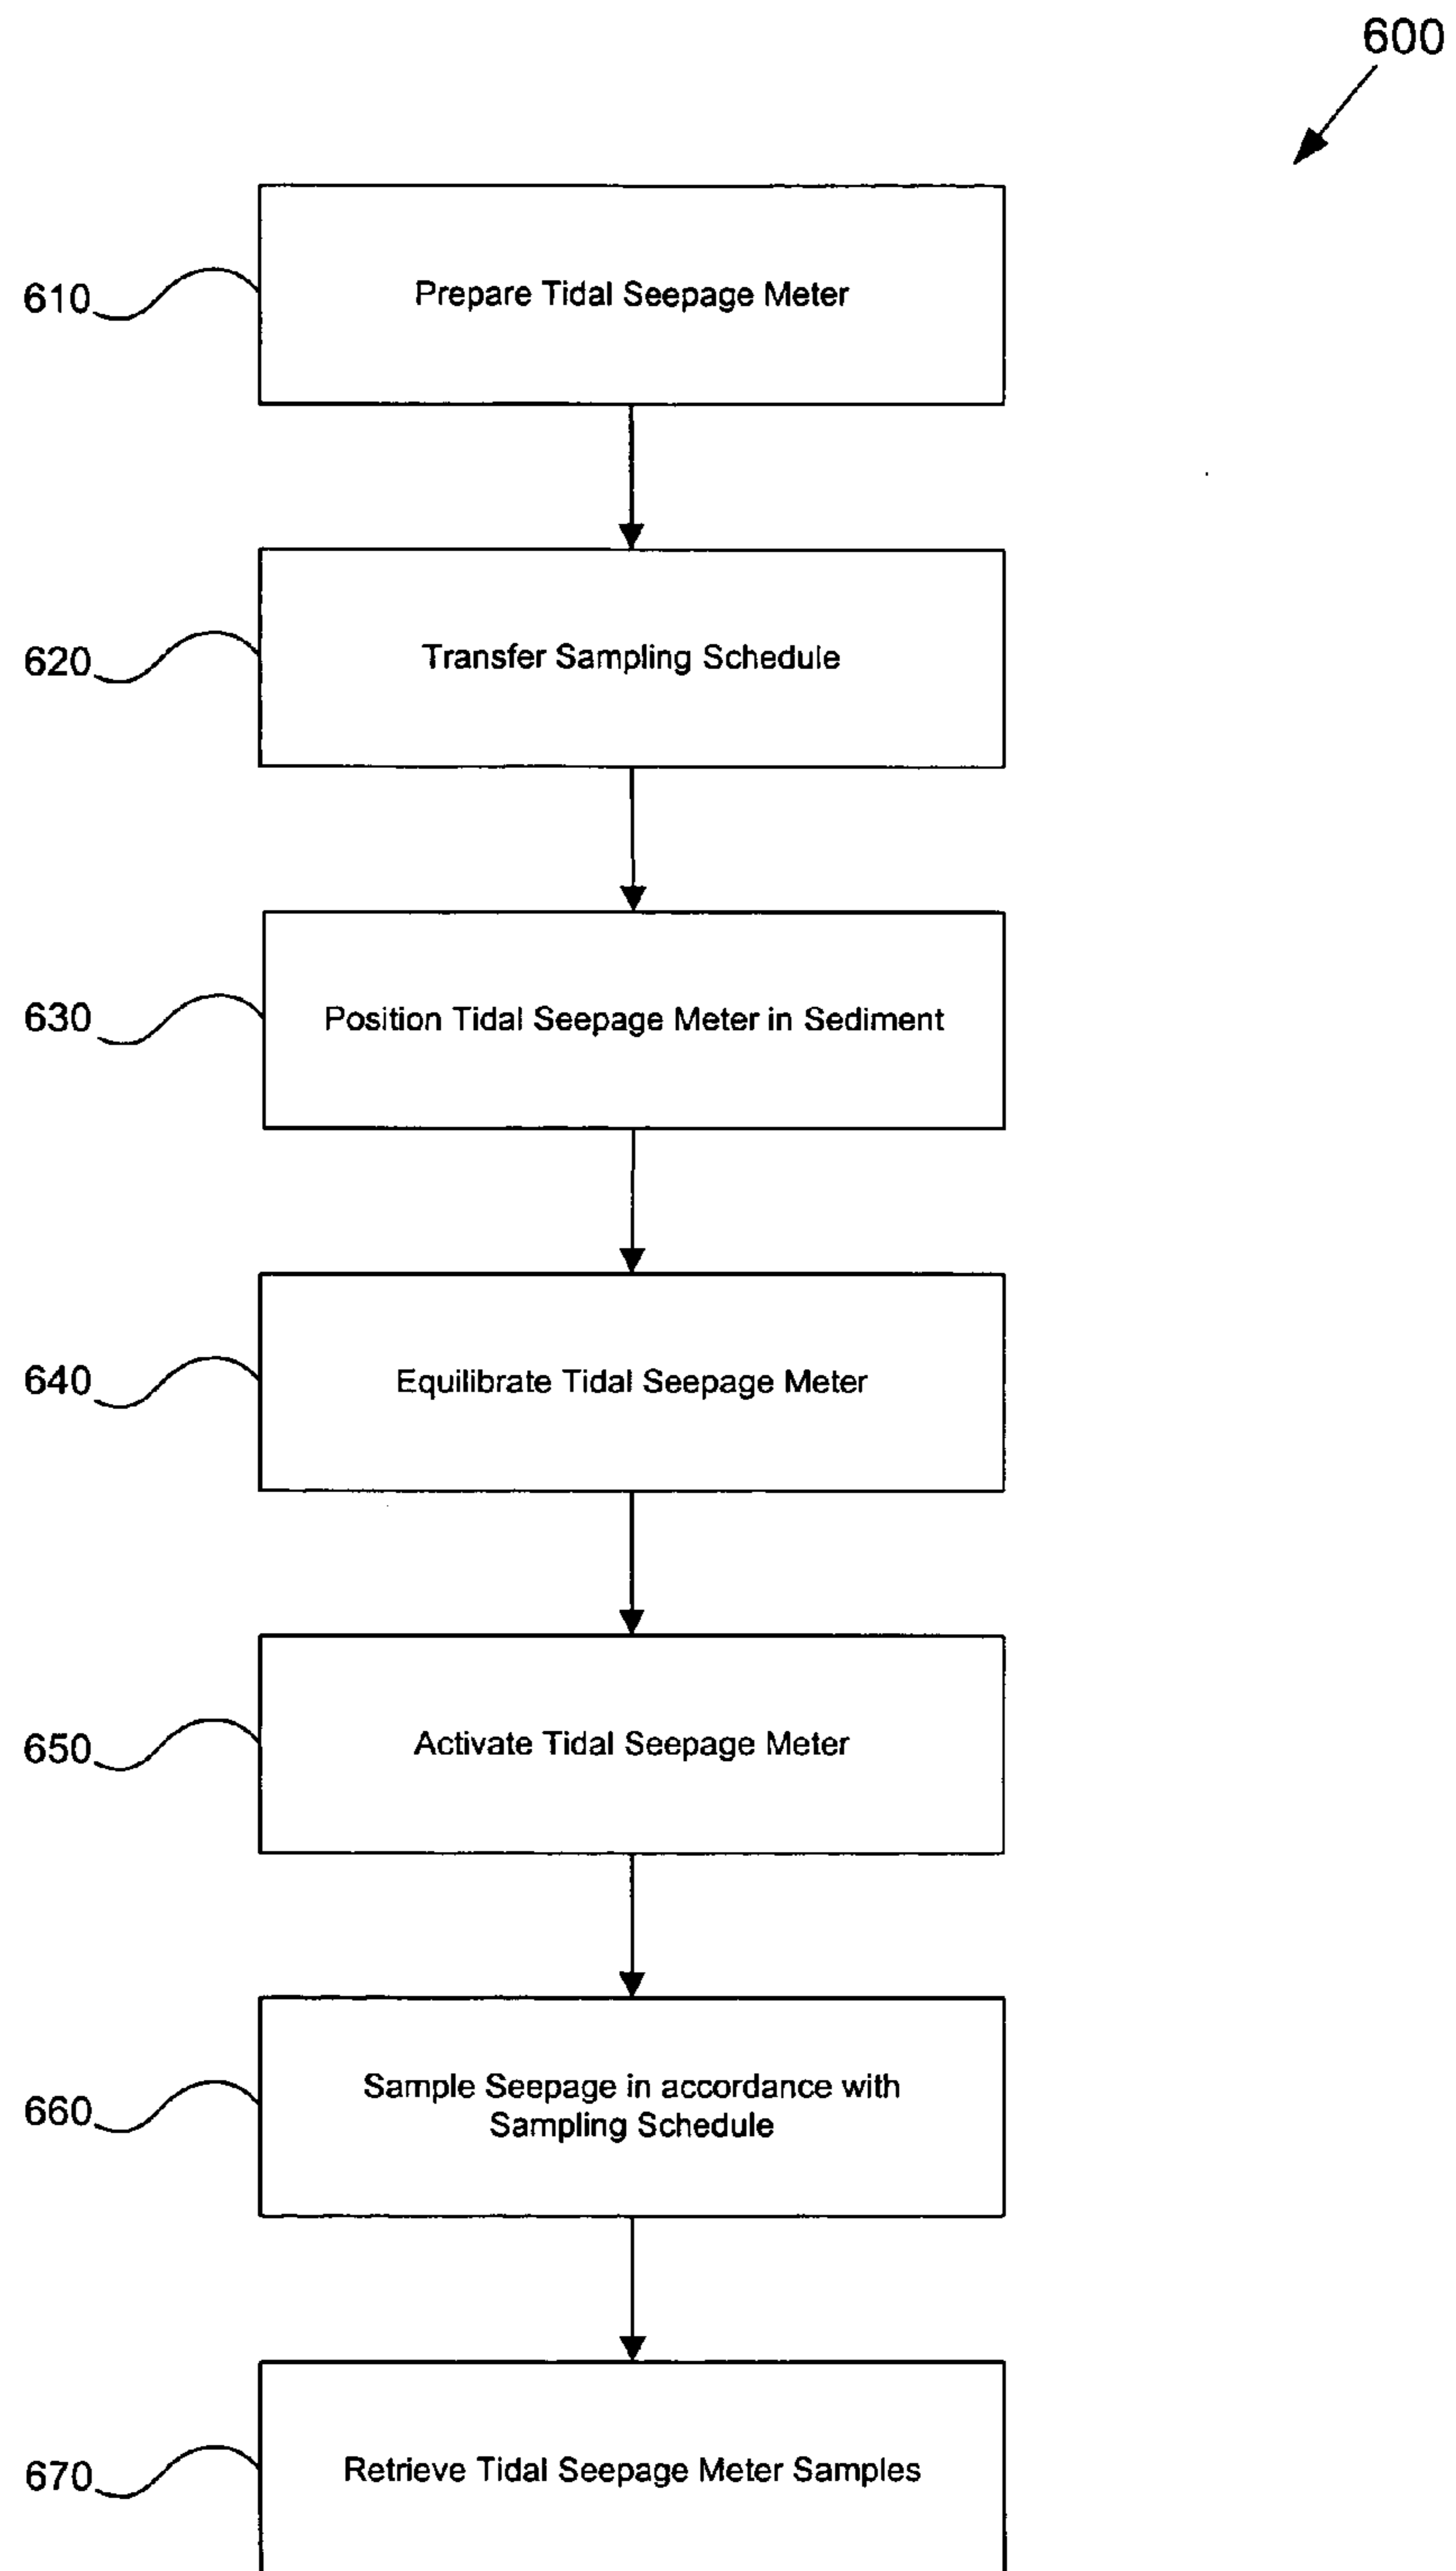 600
610
Prepare Tidal Seepage Meter
620
Transfer Sampling Schedule
630
Position Tidal Seepage Meter in Sediment
640
Equilibrate Tidal Seepage Meter
650
Activate Tidal Seepage Meter
660
Sample Seepage in accordance with
Sampling Schedule
670
Retrieve Tidal Seepage Meter Samples